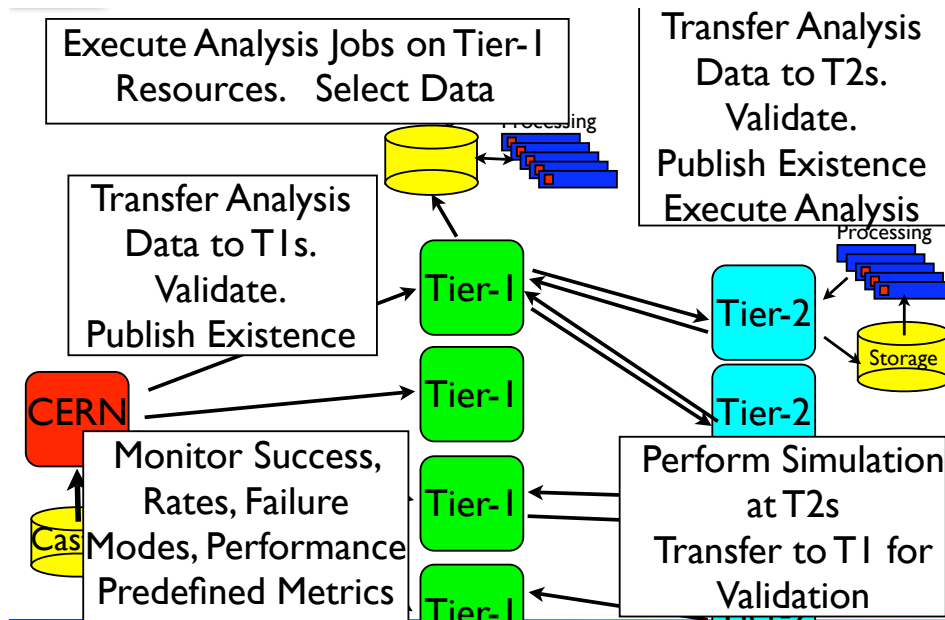 Execute Analysis Jobs on Tier-1
Resources. Select Data
Transfer Analysis
Data to T2s.
Validate.
Publish Existence
Execute Analysis
Processing
Transfer Analysis
Data to T1s.
Validate.
Publish Existence
Processing
Tier-1
Tier-2
Storage
CERN
Tier-1
Tier-2
Monitor Success,
Rates, Failure
Modes, Performance
Predefined Metrics
Cas
Tier-1
Perform Simulation
at T2s
Transfer to T1 for
Validation
Tier-1